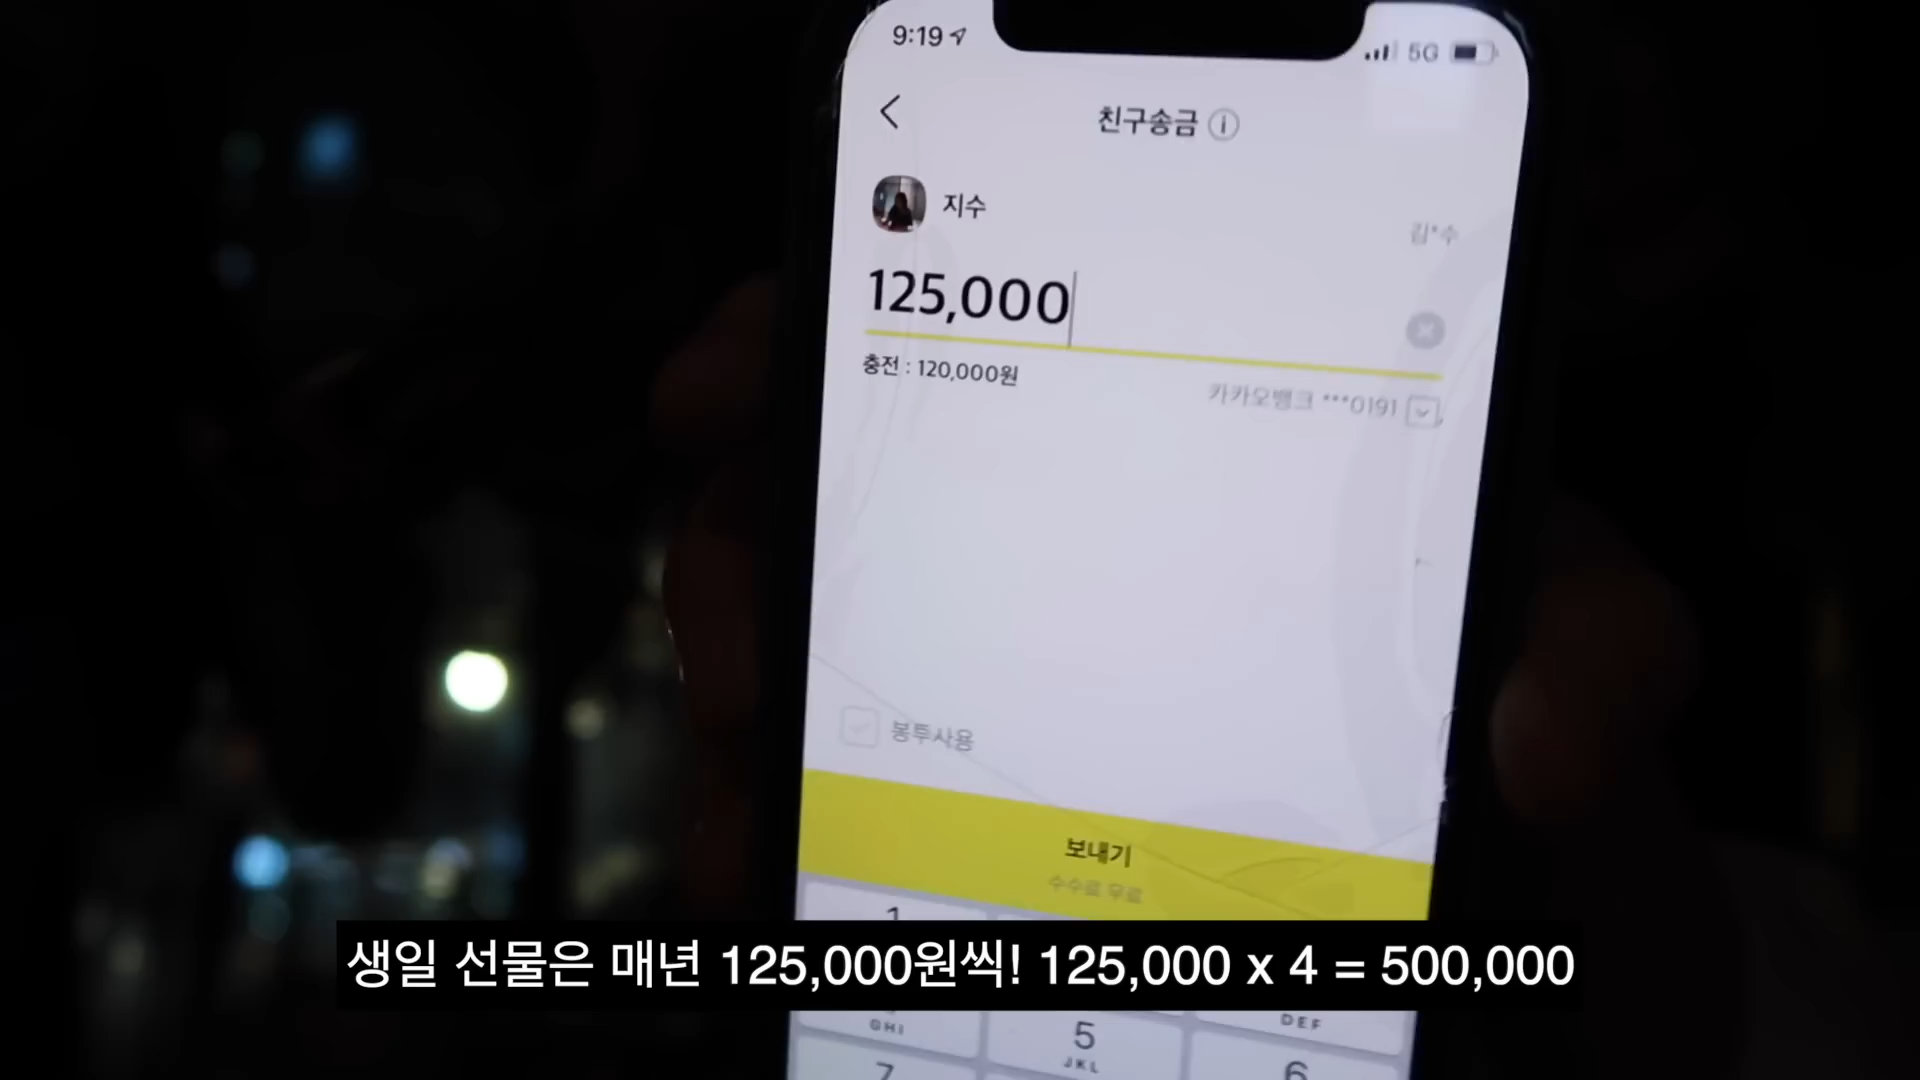 9:19
5G
친구송금
지수
김*수
125,000
충전 : 120,000원
카카오뱅크 ***0191
봉투사용
보내기
수수료 무료
1
생일 선물은 매년 125,000원씩! 125,000 x 4 = 500,000
GHI
5
JKL
DEF
6
7